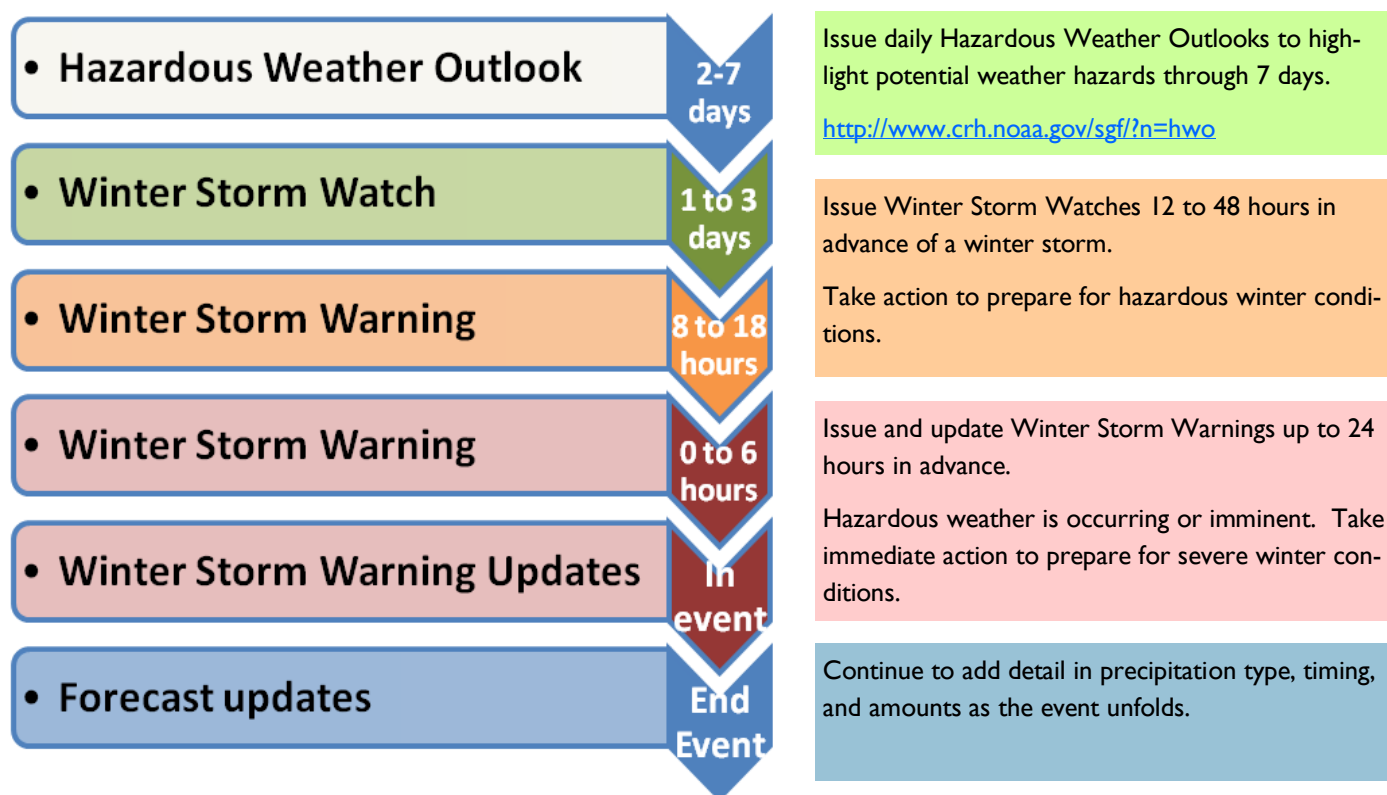 • Hazardous Weather Outlook
2-7
days
• Winter Storm Watch
1 to 3
days
• Winter Storm Warning
8 to 18
hours
• Winter Storm Warning
0 to 6
hours
• Winter Storm Warning Updates
In
event
• Forecast updates
End
Event
Issue daily Hazardous Weather Outlooks to high-
light potential weather hazards through 7 days.
http://www.crh.noaa.gov/sgf/?n=hwo
Issue Winter Storm Watches 12 to 48 hours in
advance of a winter storm.
Take action to prepare for hazardous winter condi-
tions.
Issue and update Winter Storm Warnings up to 24
hours in advance.
Hazardous weather is occurring or imminent.  Take
immediate action to prepare for severe winter con-
ditions.
Continue to add detail in precipitation type, timing,
and amounts as the event unfolds.